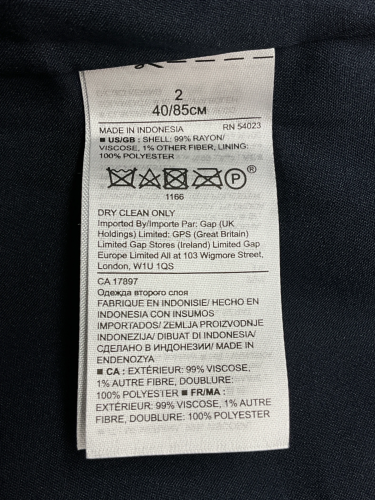 2
40/85CM
MADE IN INDONESIA RN 54023
■ US/GB : SHELL: 99% RAYON/
VISCOSE, 1% OTHER FIBER, LINING:
100% POLYESTER
P ®
1166
DRY CLEAN ONLY
Imported By/Importe Par: Gap (UK
Holdings) Limited: GPS (Great Britain)
Limited Gap Stores (Ireland) Limited Gap
Europe Limited All at 103 Wigmore Street,
London, W1U 1QS
CA 17897
Одежда второго слоя
FABRIQUE EN INDONISIE/ HECHO EN
INDONESIA CON INSUMOS
IMPORTADOS/ ZEMLJA PROIZVODNJE
INDONEZIJA/ DIBUAT DI INDONESIA/
СДЕЛАНО В ИНДОНЕЗИИ/ MADE IN
ENDENOZYA
■ CA : EXTÉRIEUR: 99% VISCOSE,
1% AUTRE FIBRE, DOUBLURE:
100% POLYESTER ■ FR/MA :
EXTÉRIEUR: 99% VISCOSE, 1%
AUTRE FIBRE, DOUBLURE:
100% POLYESTER